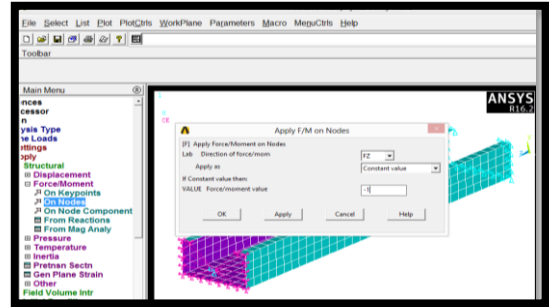 File Select List Plot PlotCtrls WorkPlane Parameters Macro MenuCtrls Help
Toolbar
Main Menu
nces
cessor
n
ysis Type
ne Loads
ettings
pply
Structural
Displacement
Force/Moment
On Keypoints
On Nodes
On Node Component
From Reactions
From Mag Analy
Pressure
Temperature
Inertia
Pretnsn Sectn
Gen Plane Strain
Other
Field Volume Intr
ANSYS
R16.2
Apply F/M on Nodes
[F] Apply Force/Moment on Nodes
Lab Direction of force/mom
FZ
Apply as
Constant value
If Constant value then:
VALUE Force/moment value
-1
OK Apply Cancel Help